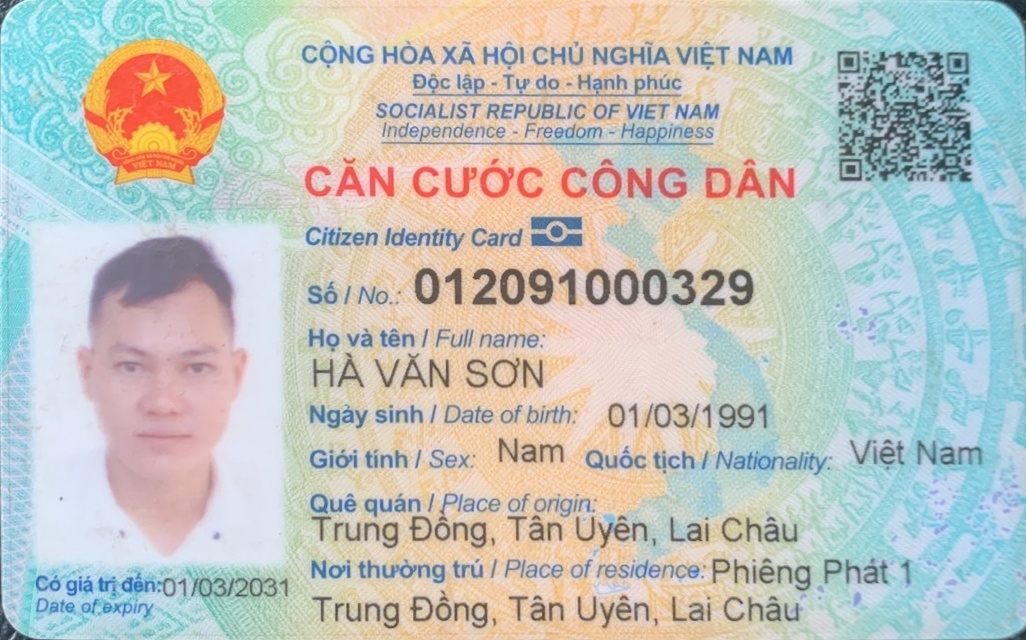 CỘNG HÒA XÃ HỘI CHỦ NGHĨA VIỆT NAM
Độc lập - Tự do - Hạnh phúc
SOCIALIST REPUBLIC OF VIET NAM
Independence - Freedom - Happiness
CĂN CƯỚC CÔNG DÂN
Citizen Identity Card
Số / No.: 012091000329
Họ và tên / Full name:
HÀ VĂN SƠN
Ngày sinh / Date of birth: 01/03/1991
Giới tính / Sex: Nam Quốc tịch / Nationality: Việt Nam
Quê quán / Place of origin:
Trung Đồng, Tân Uyên, Lai Châu
Nơi thường trú / Place of residence: Phiêng Phát 1
Trung Đồng, Tân Uyên, Lai Châu
Có giá trị đến: 01/03/2031
Date of expiry
VIỆT NAM